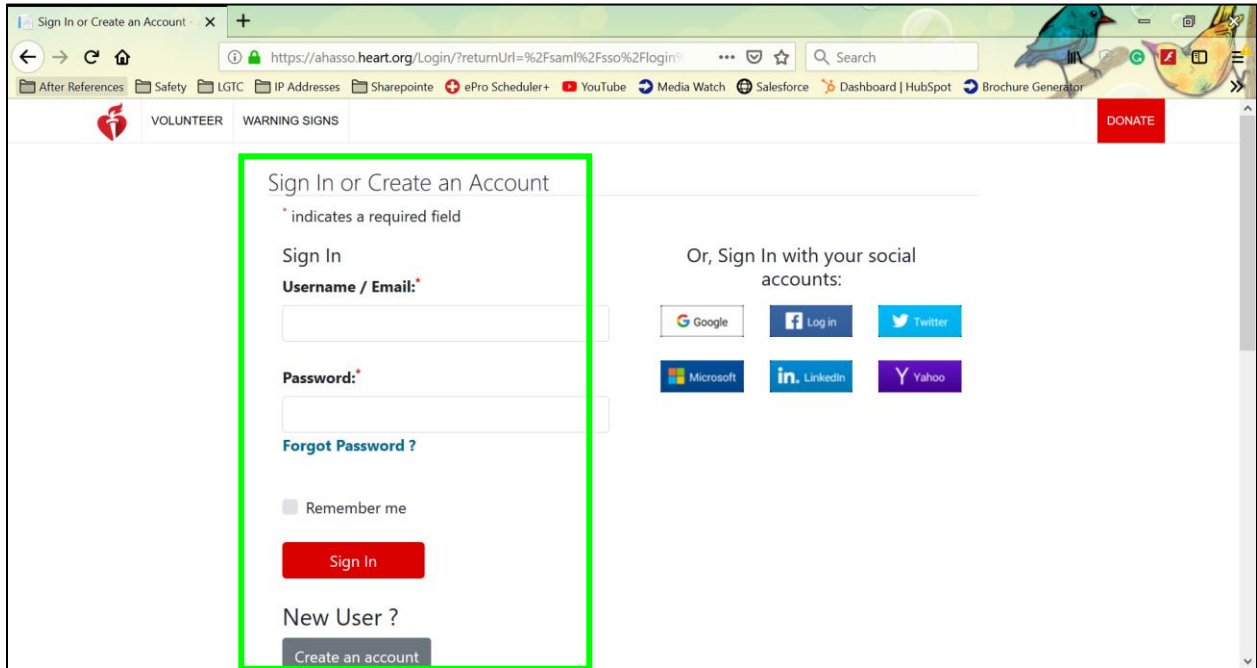 Sign In or Create an Account -
https://ahasso.heart.org/Login/?returnUrl=%2Fsaml%2Fsso%2Flogin%
Search
After References Safety LGTC IP Addresses Sharepointe ePro Scheduler+ YouTube Media Watch Salesforce Dashboard | HubSpot Brochure Generator
VOLUNTEER WARNING SIGNS DONATE
Sign In or Create an Account
* indicates a required field
Sign In
Username / Email:*
Password:*
Forgot Password ?
Remember me
Sign In
New User ?
Create an account
Or, Sign In with your social
accounts:
G Google f Log in Twitter
Microsoft in. LinkedIn Y Yahoo